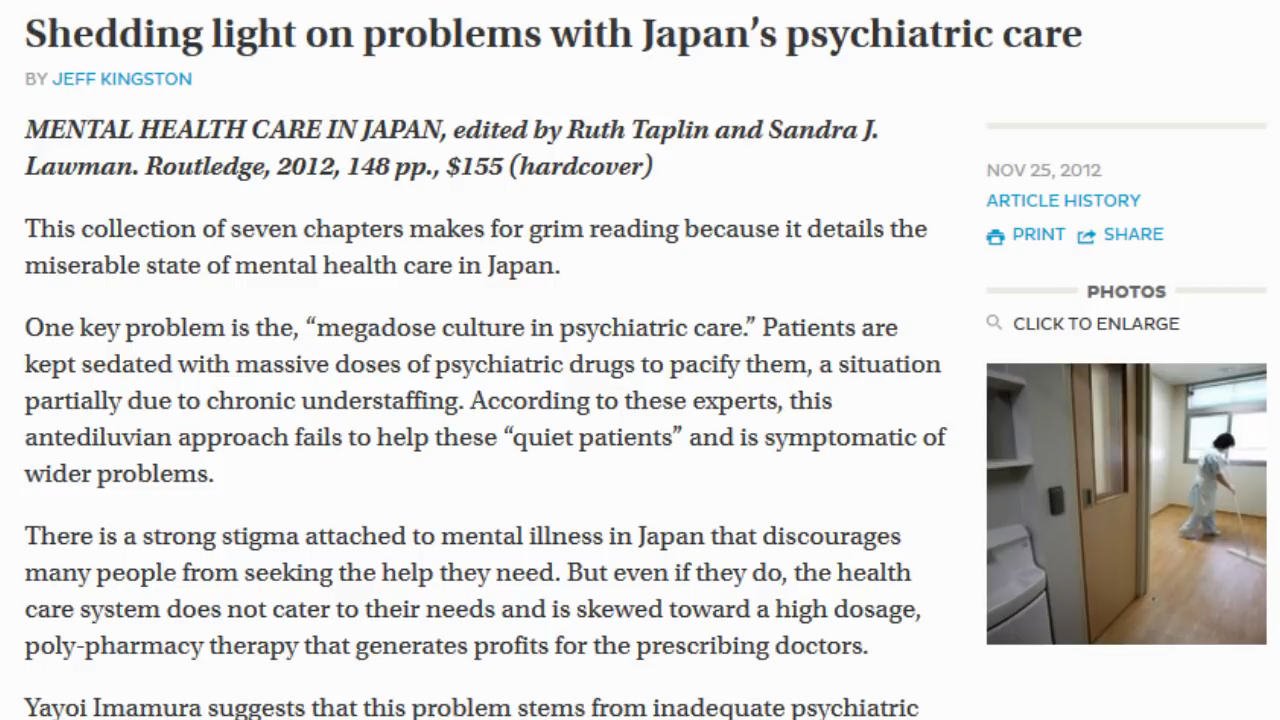 Shedding light on problems with Japan's psychiatric care
BY JEFF KINGSTON
MENTAL HEALTH CARE IN JAPAN, edited by Ruth Taplin and Sandra J.
Lawman. Routledge, 2012, 148 pp., $155 (hardcover)
This collection of seven chapters makes for grim reading because it details the
miserable state of mental health care in Japan.
One key problem is the, “megadose culture in psychiatric care.” Patients are
kept sedated with massive doses of psychiatric drugs to pacify them, a situation
partially due to chronic understaffing. According to these experts, this
antediluvian approach fails to help these “quiet patients” and is symptomatic of
wider problems.
There is a strong stigma attached to mental illness in Japan that discourages
many people from seeking the help they need. But even if they do, the health
care system does not cater to their needs and is skewed toward a high dosage,
poly-pharmacy therapy that generates profits for the prescribing doctors.
Yayoi Imamura suggests that this problem stems from inadequate psychiatric
NOV 25, 2012
ARTICLE HISTORY
PRINT SHARE
PHOTOS
CLICK TO ENLARGE